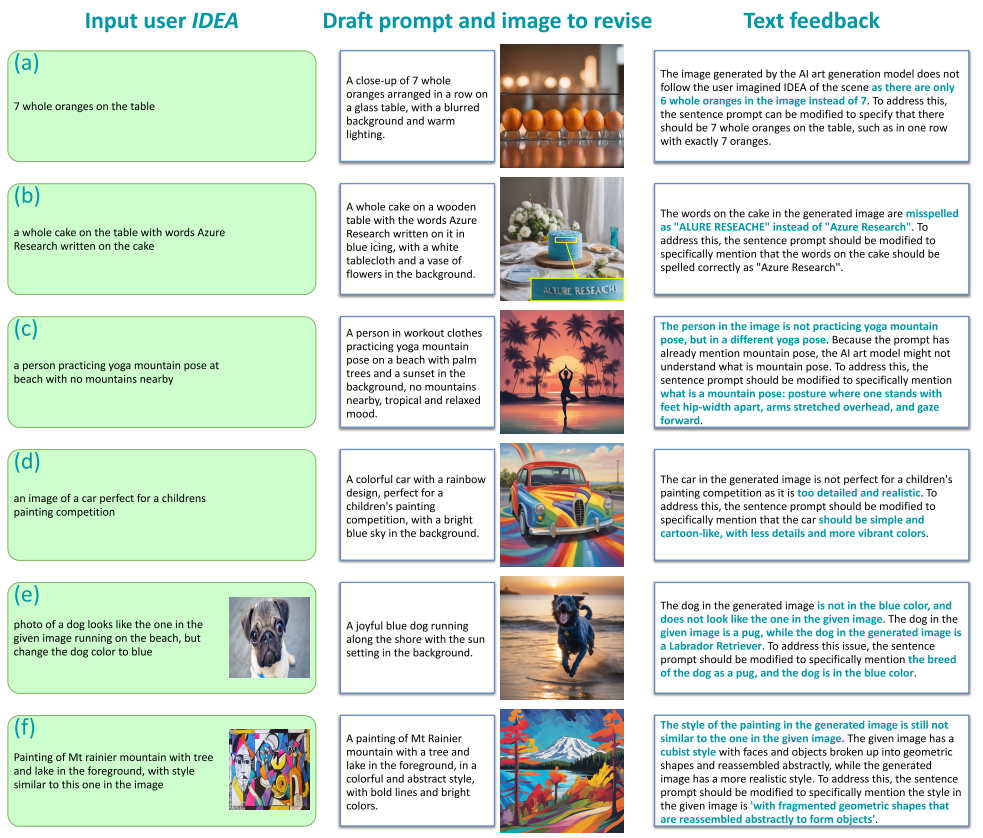 Input user IDEA
Draft prompt and image to revise
Text feedback
(a)
7 whole oranges on the table
A close-up of 7 whole
oranges arranged in a row on
a glass table, with a blurred
background and warm
lighting.
The image generated by the AI art generation model does not
follow the user imagined IDEA of the scene as there are only
6 whole oranges in the image instead of 7. To address this,
the sentence prompt can be modified to specify that there
should be 7 whole oranges on the table, such as in one row
with exactly 7 oranges.
(b)
a whole cake on the table with words Azure
Research written on the cake
A whole cake on a wooden
table with the words Azure
Research written on it in
blue icing, with a white
tablecloth and a vase of
flowers in the background.
The words on the cake in the generated image are misspelled
as "ALURE RESEACHE" instead of "Azure Research". To
address this, the sentence prompt should be modified to
specifically mention that the words on the cake should be
spelled correctly as "Azure Research".
(c)
a person practicing yoga mountain pose at
beach with no mountains nearby
A person in workout clothes
practicing yoga mountain
pose on a beach with palm
trees and a sunset in the
background, no mountains
nearby, tropical and relaxed
mood.
The person in the image is not practicing yoga mountain
pose, but in a different yoga pose. Because the prompt has
already mention mountain pose, the AI art model might not
understand what is mountain pose. To address this, the
sentence prompt should be modified to specifically mention
what is a mountain pose: posture where one stands with
feet hip-width apart, arms stretched overhead, and gaze
forward.
(d)
an image of a car perfect for a childrens
painting competition
A colorful car with a rainbow
design, perfect for a
children's painting
competition, with a bright
blue sky in the background.
The car in the generated image is not perfect for a children's
painting competition as it is too detailed and realistic. To
address this, the sentence prompt should be modified to
specifically mention that the car should be simple and
cartoon-like, with less details and more vibrant colors.
(e)
photo of a dog looks like the one in the
given image running on the beach, but
change the dog color to blue
A joyful blue dog running
along the shore with the sun
setting in the background.
The dog in the generated image is not in the blue color, and
does not look like the one in the given image. The dog in the
given image is a pug, while the dog in the generated image is
a Labrador Retriever. To address this issue, the sentence
prompt should be modified to specifically mention the breed
of the dog as a pug, and the dog is in the blue color.
(f)
Painting of Mt rainier mountain with tree
and lake in the foreground, with style
similar to this one in the image
A painting of Mt Rainier
mountain with a tree and
lake in the foreground, in a
colorful and abstract style,
with bold lines and bright
colors.
The style of the painting in the generated image is still not
similar to the one in the given image. The given image has a
cubist style with faces and objects broken up into geometric
shapes and reassembled abstractly, while the generated
image has a more realistic style. To address this, the sentence
prompt should be modified to specifically mention the style in
the given image is 'with fragmented geometric shapes that
are reassembled abstractly to form objects'.